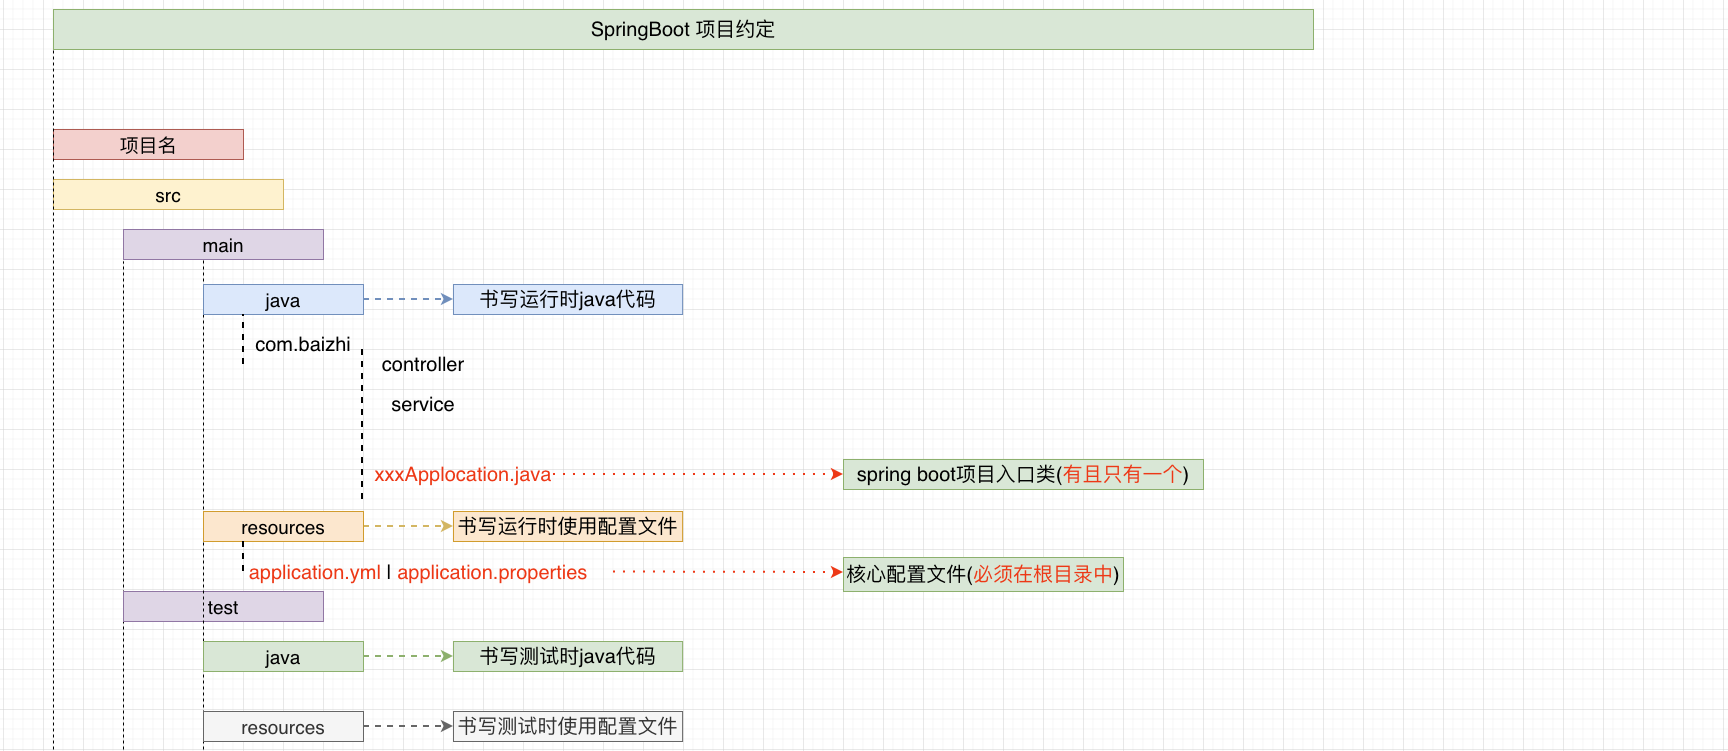 SpringBoot 项目约定
项目名
src
main
java 书写运行时java代码
com.baizhi
controller
service
xxxApplocation.java spring boot项目入口类(有且只有一个)
resources 书写运行时使用配置文件
application.yml | application.properties 核心配置文件(必须在根目录中)
test
java 书写测试时java代码
resources 书写测试时使用配置文件